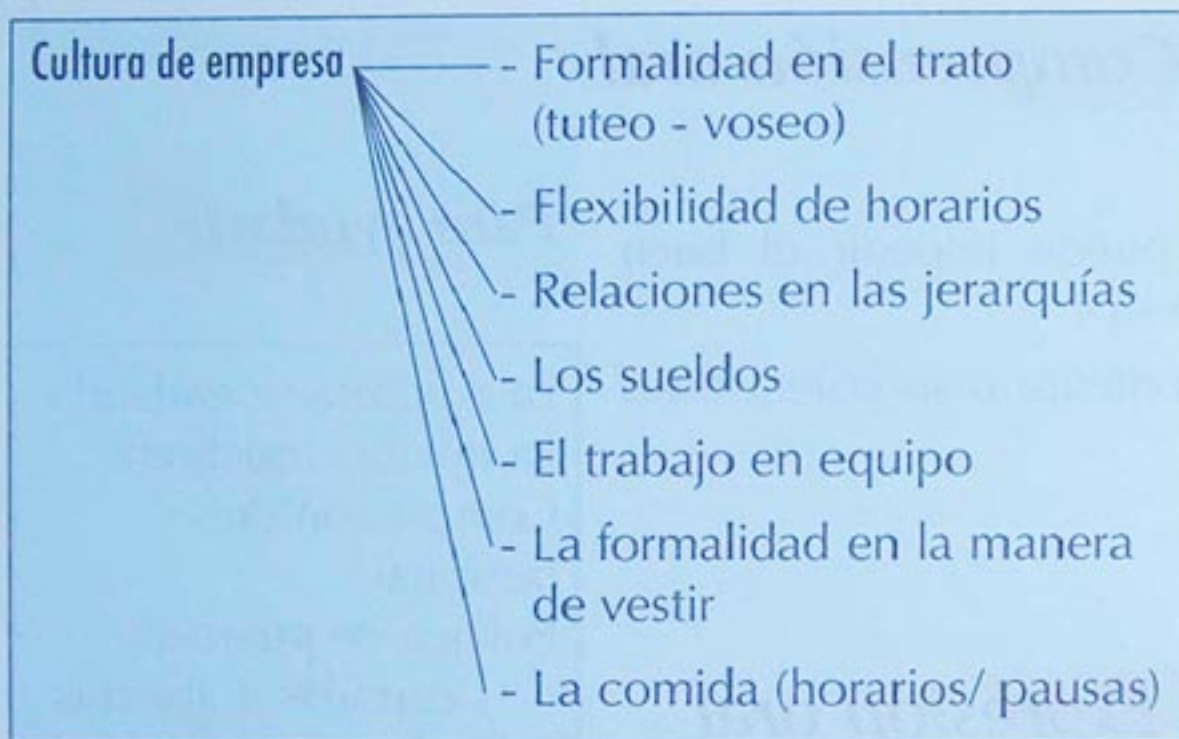 Cultura de empresa
- Formalidad en el trato
(tuteo - voseo)
- Flexibilidad de horarios
- Relaciones en las jerarquías
- Los sueldos
- El trabajo en equipo
- La formalidad en la manera
de vestir
- La comida (horarios/ pausas)